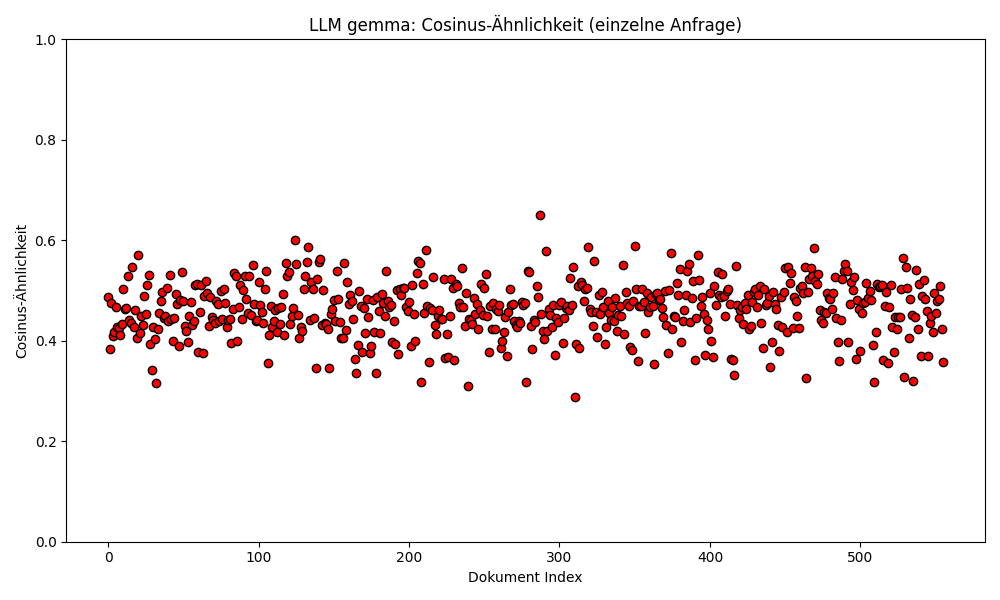 LLM gemma: Cosinus-Ähnlichkeit (einzelne Anfrage)
1.0
0.8
0.6
0.4
0.2
0.0
Cosinus-Ähnlichkeit
0 100 200 300 400 500
Dokument Index